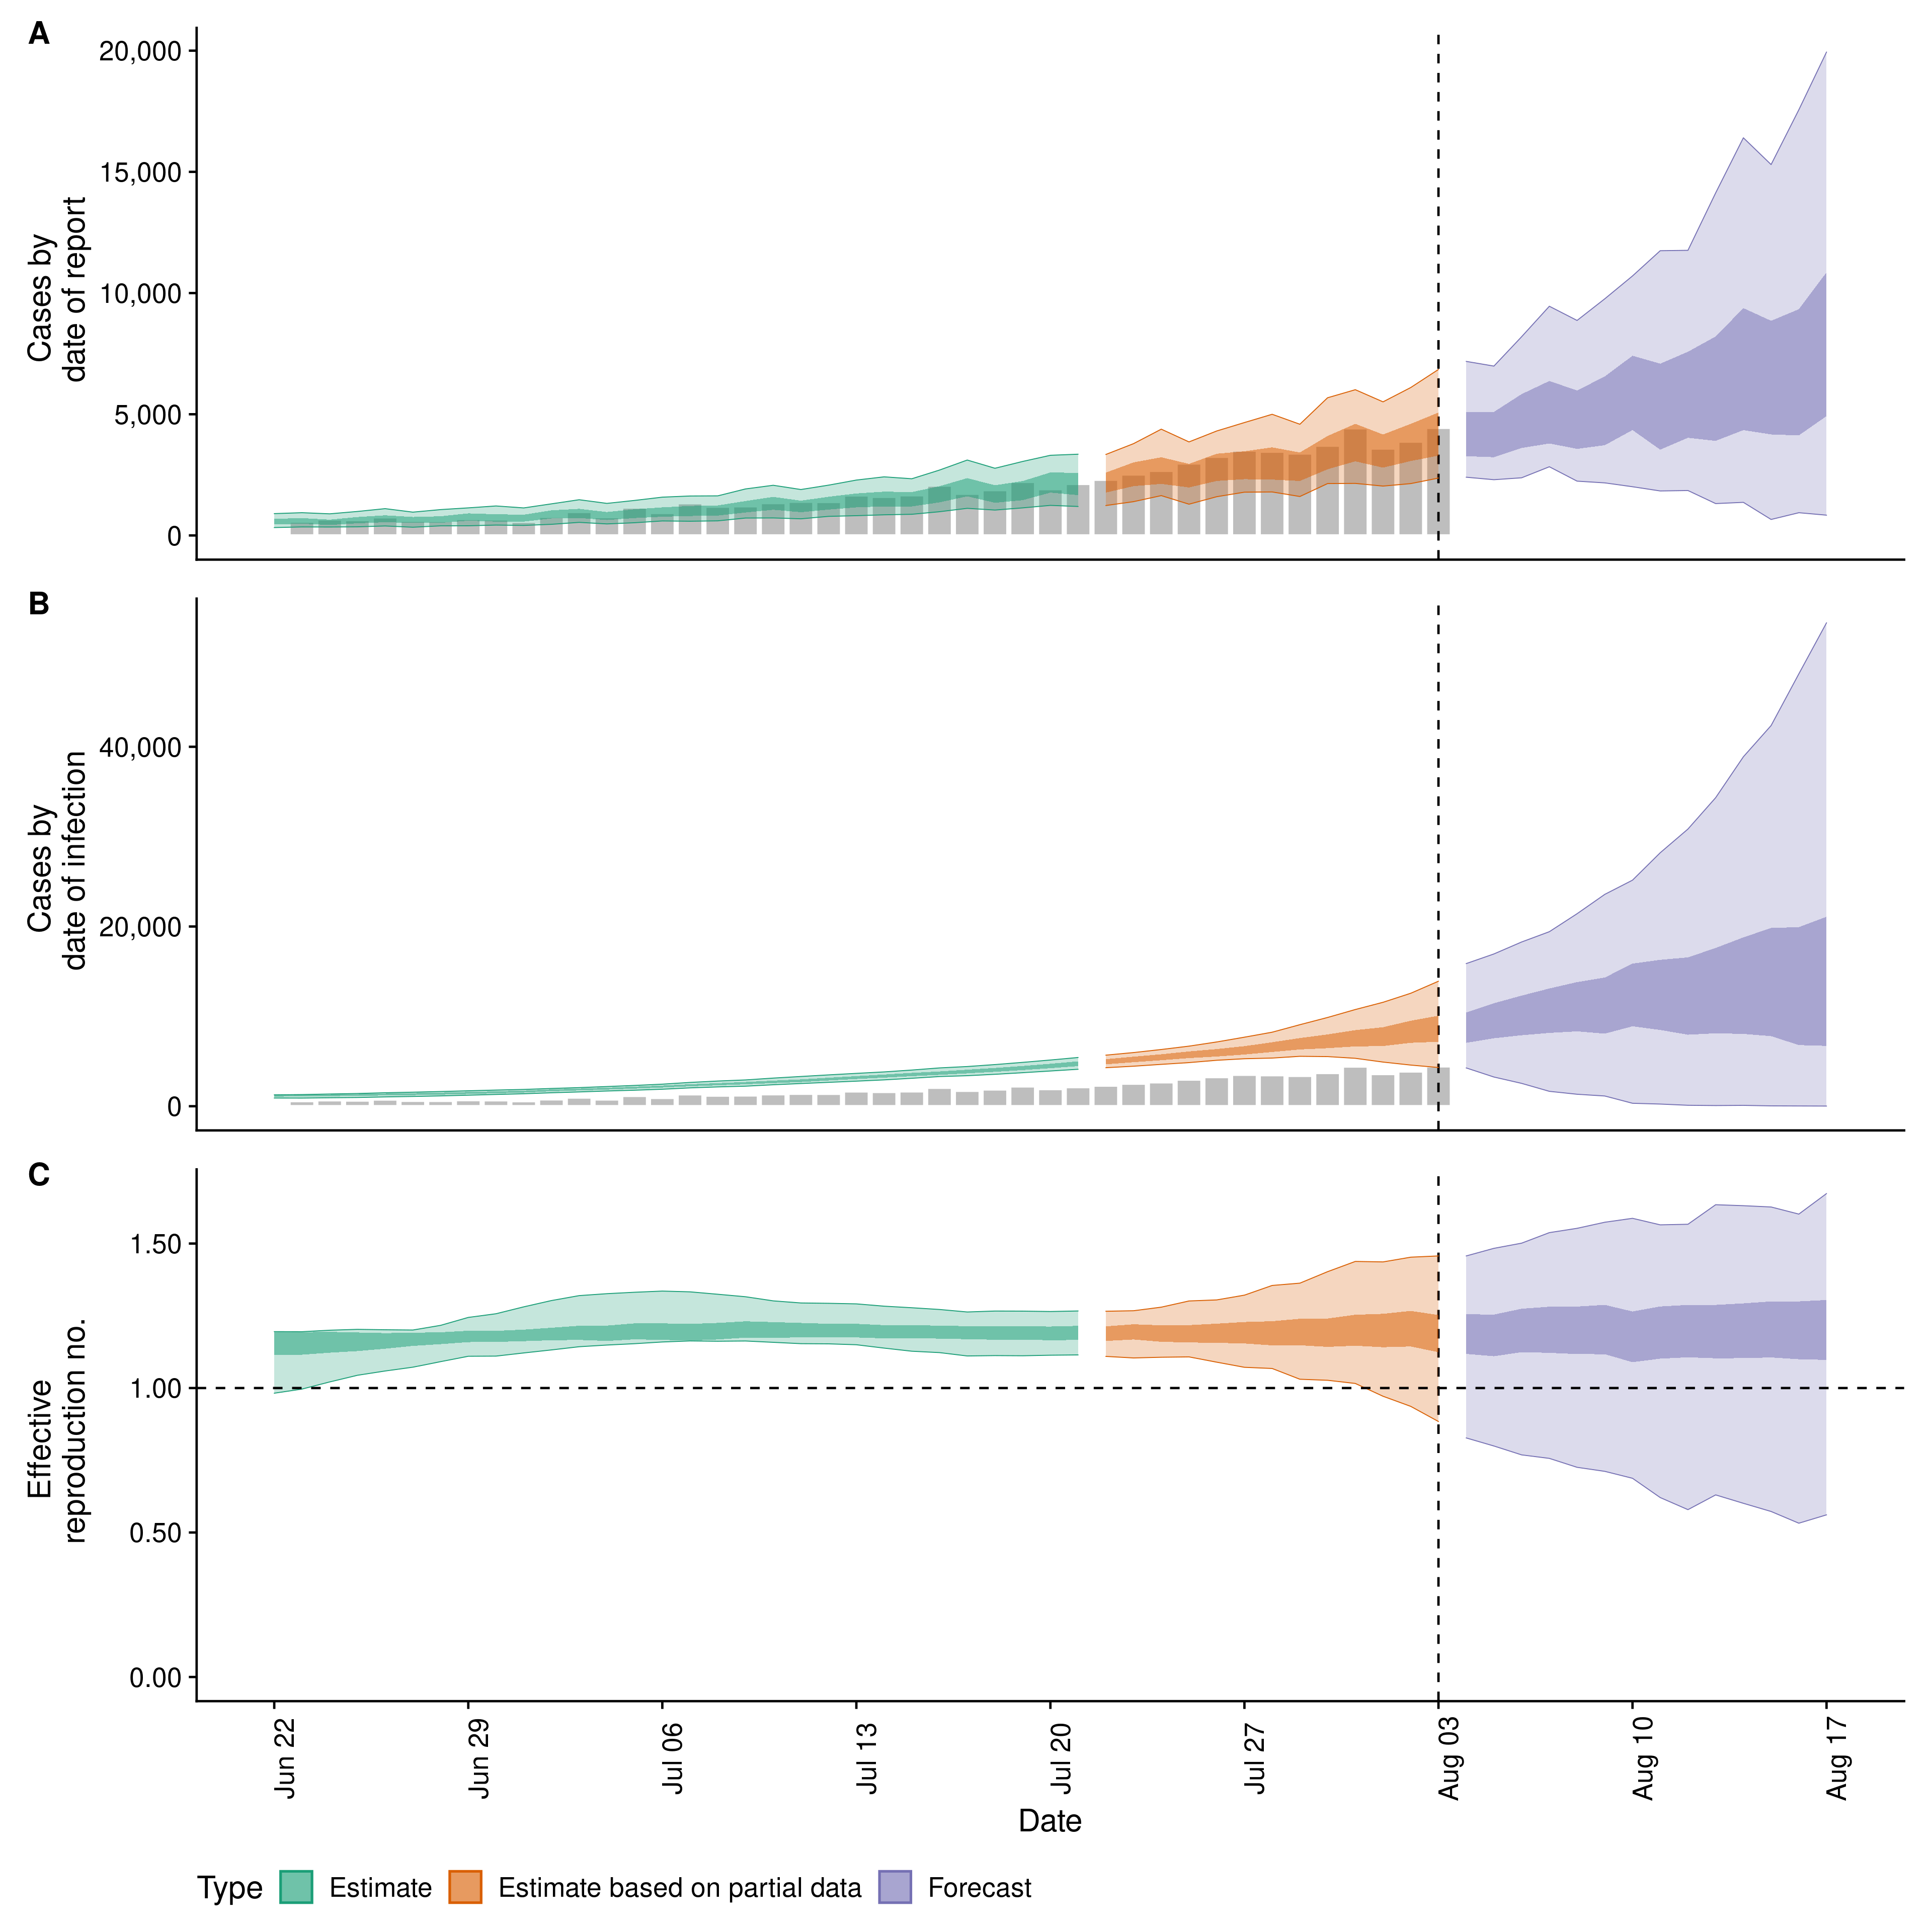 A
20,000
15,000
10,000
5,000
0
Cases by
date of report
B
40,000
20,000
0
Cases by
date of infection
C
1.50
1.00
0.50
0.00
Effective
reproduction no.
Jun 22
Jun 29
Jul 06
Jul 13
Jul 20
Jul 27
Aug 03
Aug 10
Aug 17
Date
Type Estimate Estimate based on partial data Forecast